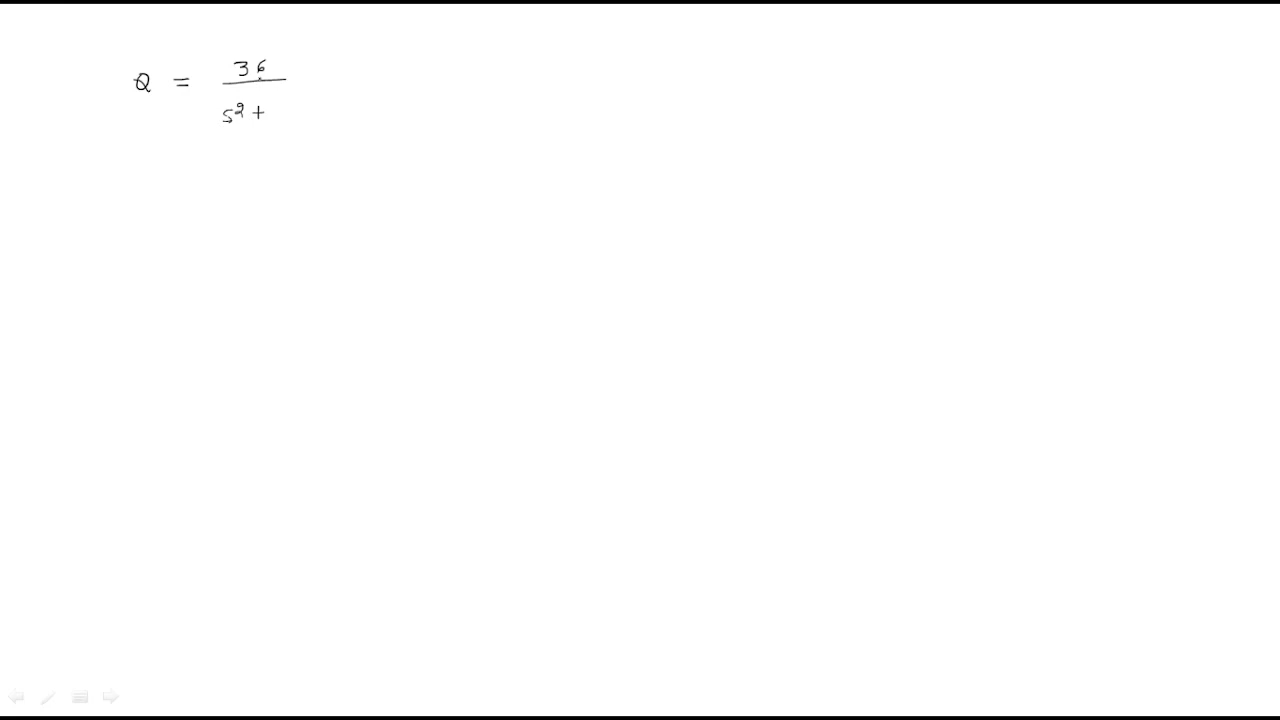 Q = 36
s² +